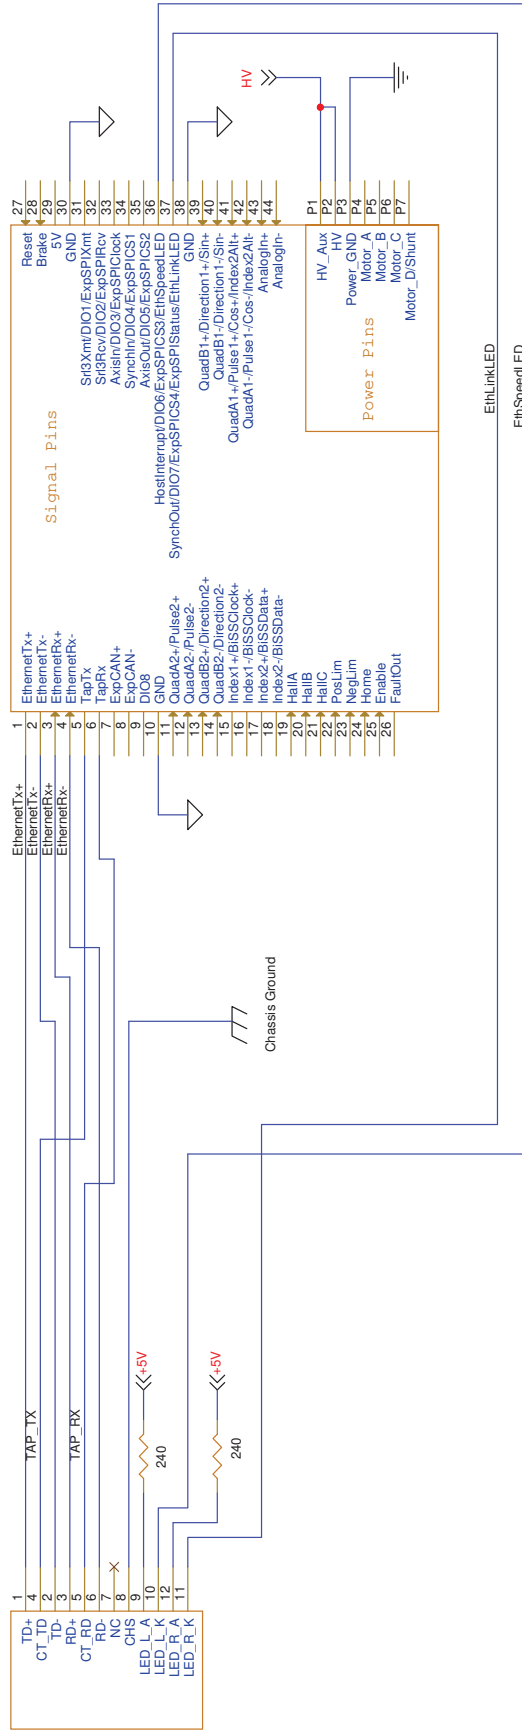 TD+ 1
CT_TD 4
TD- 2
RD+ 3
CT_RD 5
RD- 6
NC 7
CHS 8
LED_L_A 9
LED_L_K 10
LED_R_A 12
LED_R_K 11
TAP_TX
TAP_RX
240
+5V
240
+5V
Chassis Ground
EthernetTx+
EthernetTx-
EthernetRx+
EthernetRx-
1 EthernetTx+
2 EthernetTx-
3 EthernetRx+
4 EthernetRx-
5 TapTx
6 TapRx
7 ExpCAN+
8 ExpCAN-
9 DIO8
10 GND
11 QuadA2+/Pulse2+
12 QuadA2-/Pulse2-
13 QuadB2+/Direction2+
14 QuadB2-/Direction2-
15 Index1+/BiSSClock+
16 Index1-/BiSSClock-
17 Index2+/BiSSData+
18 Index2-/BiSSData-
19 HallA
20 HallB
21 HallC
22 PosLim
23 NegLim
24 Home
25 Enable
26 FaultOut
Signal Pins
Reset 27
Brake 28
5V 29
GND 30
Srl3Xmt/DIO1/ExpSPIXmt 31
Srl3Rcv/DIO2/ExpSPIRcv 32
AxisIn/DIO3/ExpSPIClock 33
SynchIn/DIO4/ExpSPICS1 34
AxisOut/DIO5/ExpSPICS2 35
HostInterrupt/DIO6/ExpSPICS3/EthSpeedLED 36
SynchOut/DIO7/ExpSPICS4/ExpSPIStatus/EthLinkLED 37
GND 38
QuadB1+/Direction1+/Sin+ 39
QuadB1-/Direction1-/Sin- 40
QuadA1+/Pulse1+/Cos+/Index2Alt+ 41
QuadA1-/Pulse1-/Cos-/Index2Alt- 42
AnalogIn+ 43
AnalogIn- 44
Power Pins
HV_Aux P1
HV P2
Power_GND P3
Motor_A P4
Motor_B P5
Motor_C P6
Motor_D/Shunt P7
HV
EthLinkLED
EthSpeedLED